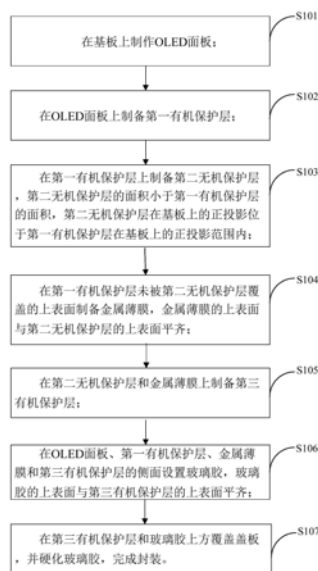 S101
在基板上制作OLED面板;
S102
在OLED面板上制备第一有机保护层;
S103
在第一有机保护层上制备第二无机保护层
,第二无机保护层的面积小于第一有机保护层
的面积,第二无机保护层在基板上的正投影位
于第一有机保护层在基板上的正投影范围内;
S104
在第一有机保护层未被第二无机保护层覆
盖的上表面制备金属薄膜,金属薄膜的上表面
与第二无机保护层的上表面平齐;
S105
在第二无机保护层和金属薄膜上制备第三
有机保护层;
S106
在OLED面板、第一有机保护层、金属薄
膜和第三有机保护层的侧面设置玻璃胶,玻璃
胶的上表面与第三有机保护层的上表面平齐;
S107
在第三有机保护层和玻璃胶上方覆盖盖板
,并硬化玻璃胶,完成封装。